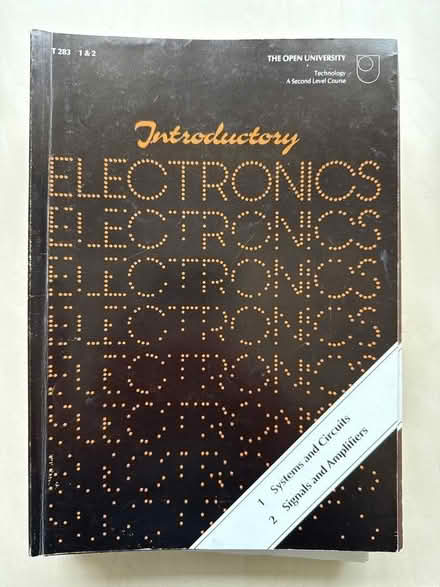 T 283 1 & 2
THE OPEN UNIVERSITY
Technology
A Second Level Course
Introductory
ELECTRONICS
ELECTRONICS
ELECTRONICS
ELECTRONICS
ELECTRONICS
ELECTRONICS
1 Systems and Circuits
2 Signals and Amplifiers